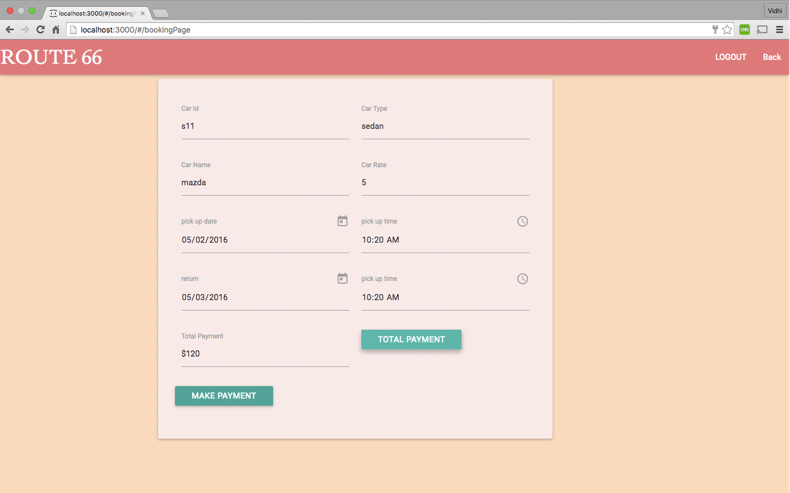 localhost:3000/#/booking
Vidhi
localhost:3000/#/bookingPage
ROUTE 66
LOGOUT
Back
Car Id
Car Type
s11
sedan
Car Name
Car Rate
mazda
5
pick up date
pick up time
05/02/2016
10:20 AM
return
pick up time
05/03/2016
10:20 AM
Total Payment
TOTAL PAYMENT
$120
MAKE PAYMENT